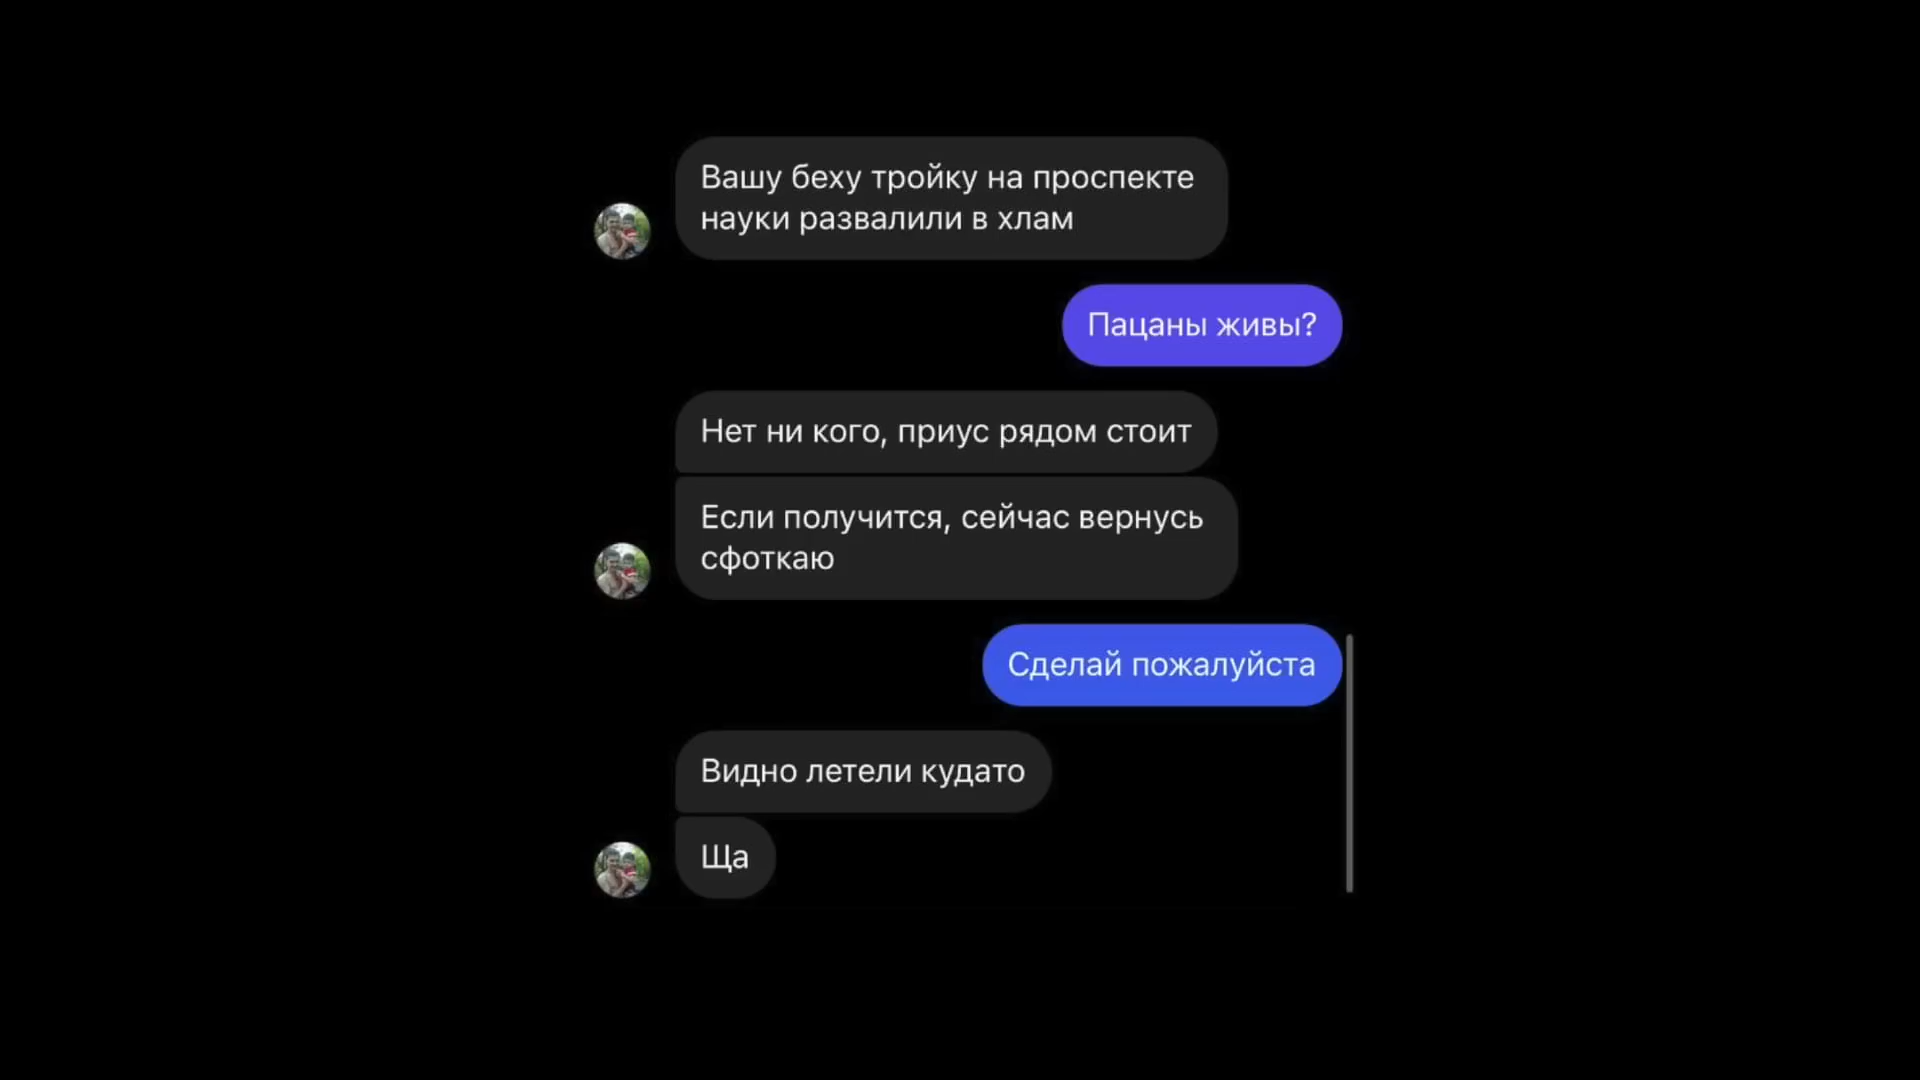 Вашу беху тройку на проспекте
науки развалили в хлам
Пацаны живы?
Нет ни кого, приус рядом стоит
Если получится, сейчас вернусь
сфоткаю
Сделай пожалуйста
Видно летели кудато
Ща